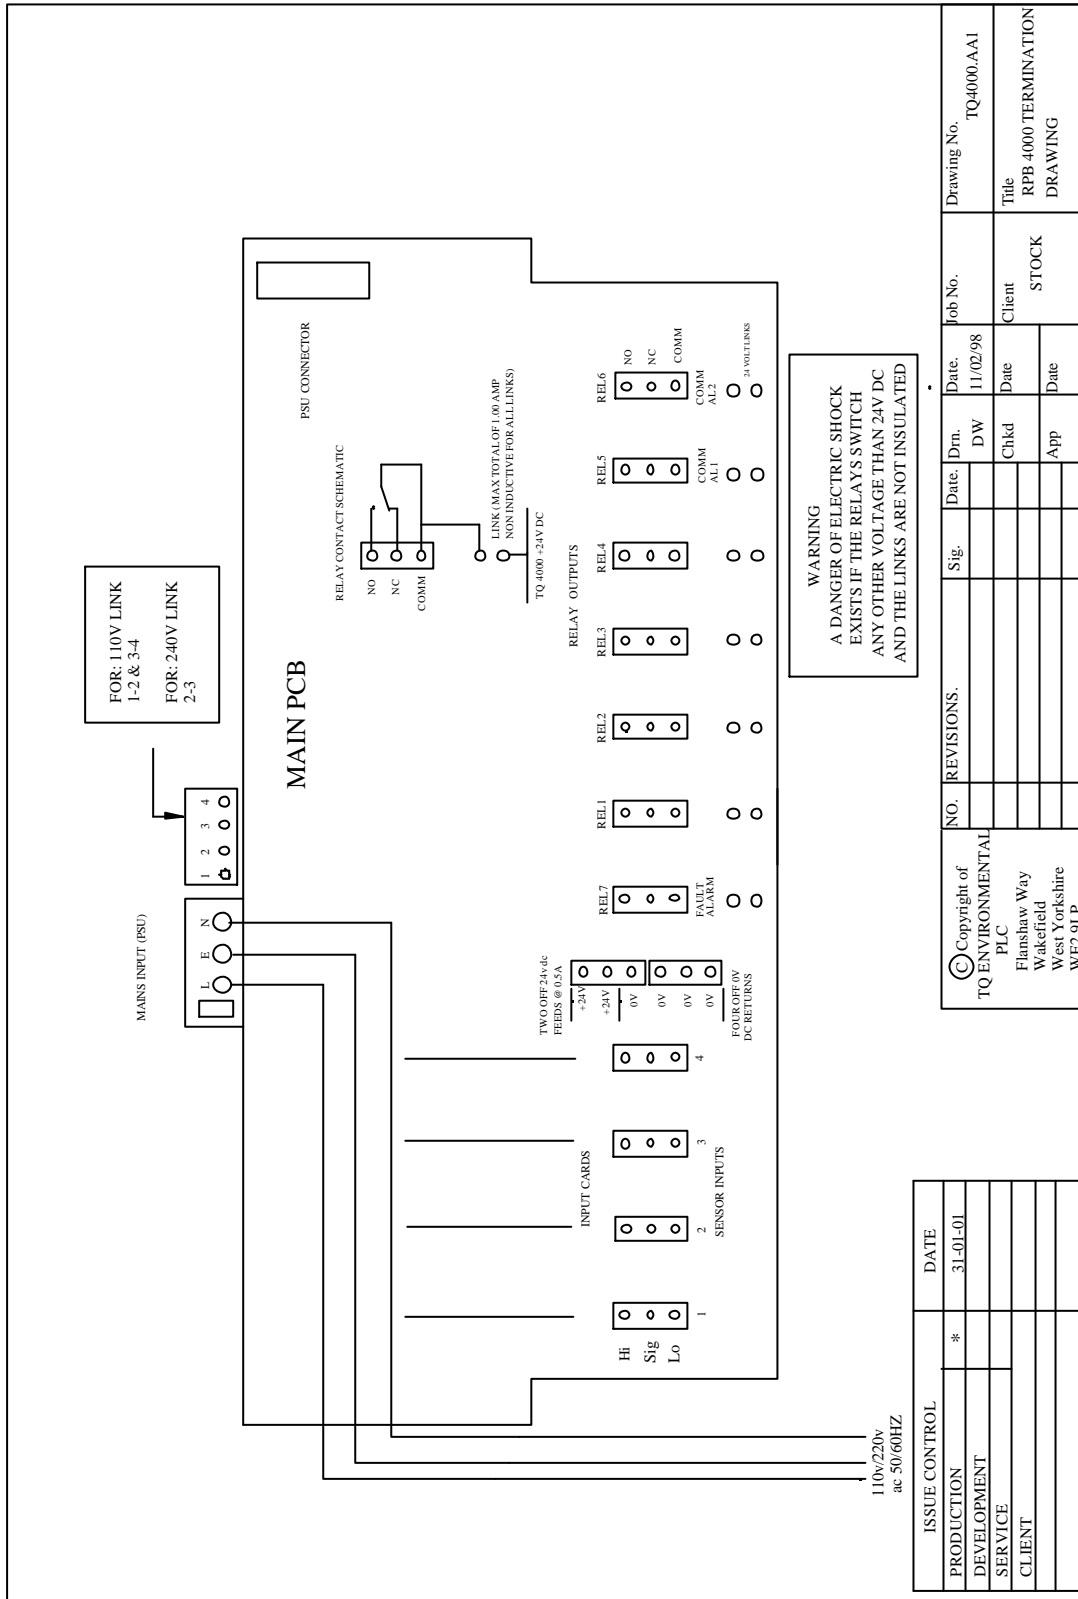 FOR: 110V LINK
1-2 & 3-4
FOR: 240V LINK
2-3
MAINS INPUT (PSU)
L E N
1 2 3 4
MAIN PCB
PSU CONNECTOR
RELAY CONTACT SCHEMATIC
NO
NC
COMM
LINK (MAX TOTAL OF 1.00 AMP
NON INDUCTIVE FOR ALL LINKS)
TQ 4000 +24V DC
INPUT CARDS
Hi
Sig
Lo
1 2 3 4
SENSOR INPUTS
TWO OFF 24v dc
FEEDS @ 0.5A
+24V
+24V
0V
0V
0V
0V
FOUR OFF 0V
DC RETURNS
RELAY OUTPUTS
REL7
FAULT
ALARM
REL1
REL2
REL3
REL4
REL5
COMM
AL1
REL6
COMM
AL2
NO
NC
COMM
24 VOLT LINKS
WARNING
A DANGER OF ELECTRIC SHOCK
EXISTS IF THE RELAYS SWITCH
ANY OTHER VOLTAGE THAN 24V DC
AND THE LINKS ARE NOT INSULATED
110v/220v
ac 50/60HZ
ISSUE CONTROL DATE
PRODUCTION * 31-01-01
DEVELOPMENT
SERVICE
CLIENT
© Copyright of
TQ ENVIRONMENTAL
PLC
Flanshaw Way
Wakefield
West Yorkshire
WF2 9LP
NO. REVISIONS. Sig. Date.
Drn.
DW
Date.
11/02/98
Chkd
Date
App
Date
Job No.
Client
STOCK
Drawing No.
TQ4000.AA1
Title
RPB 4000 TERMINATION
DRAWING